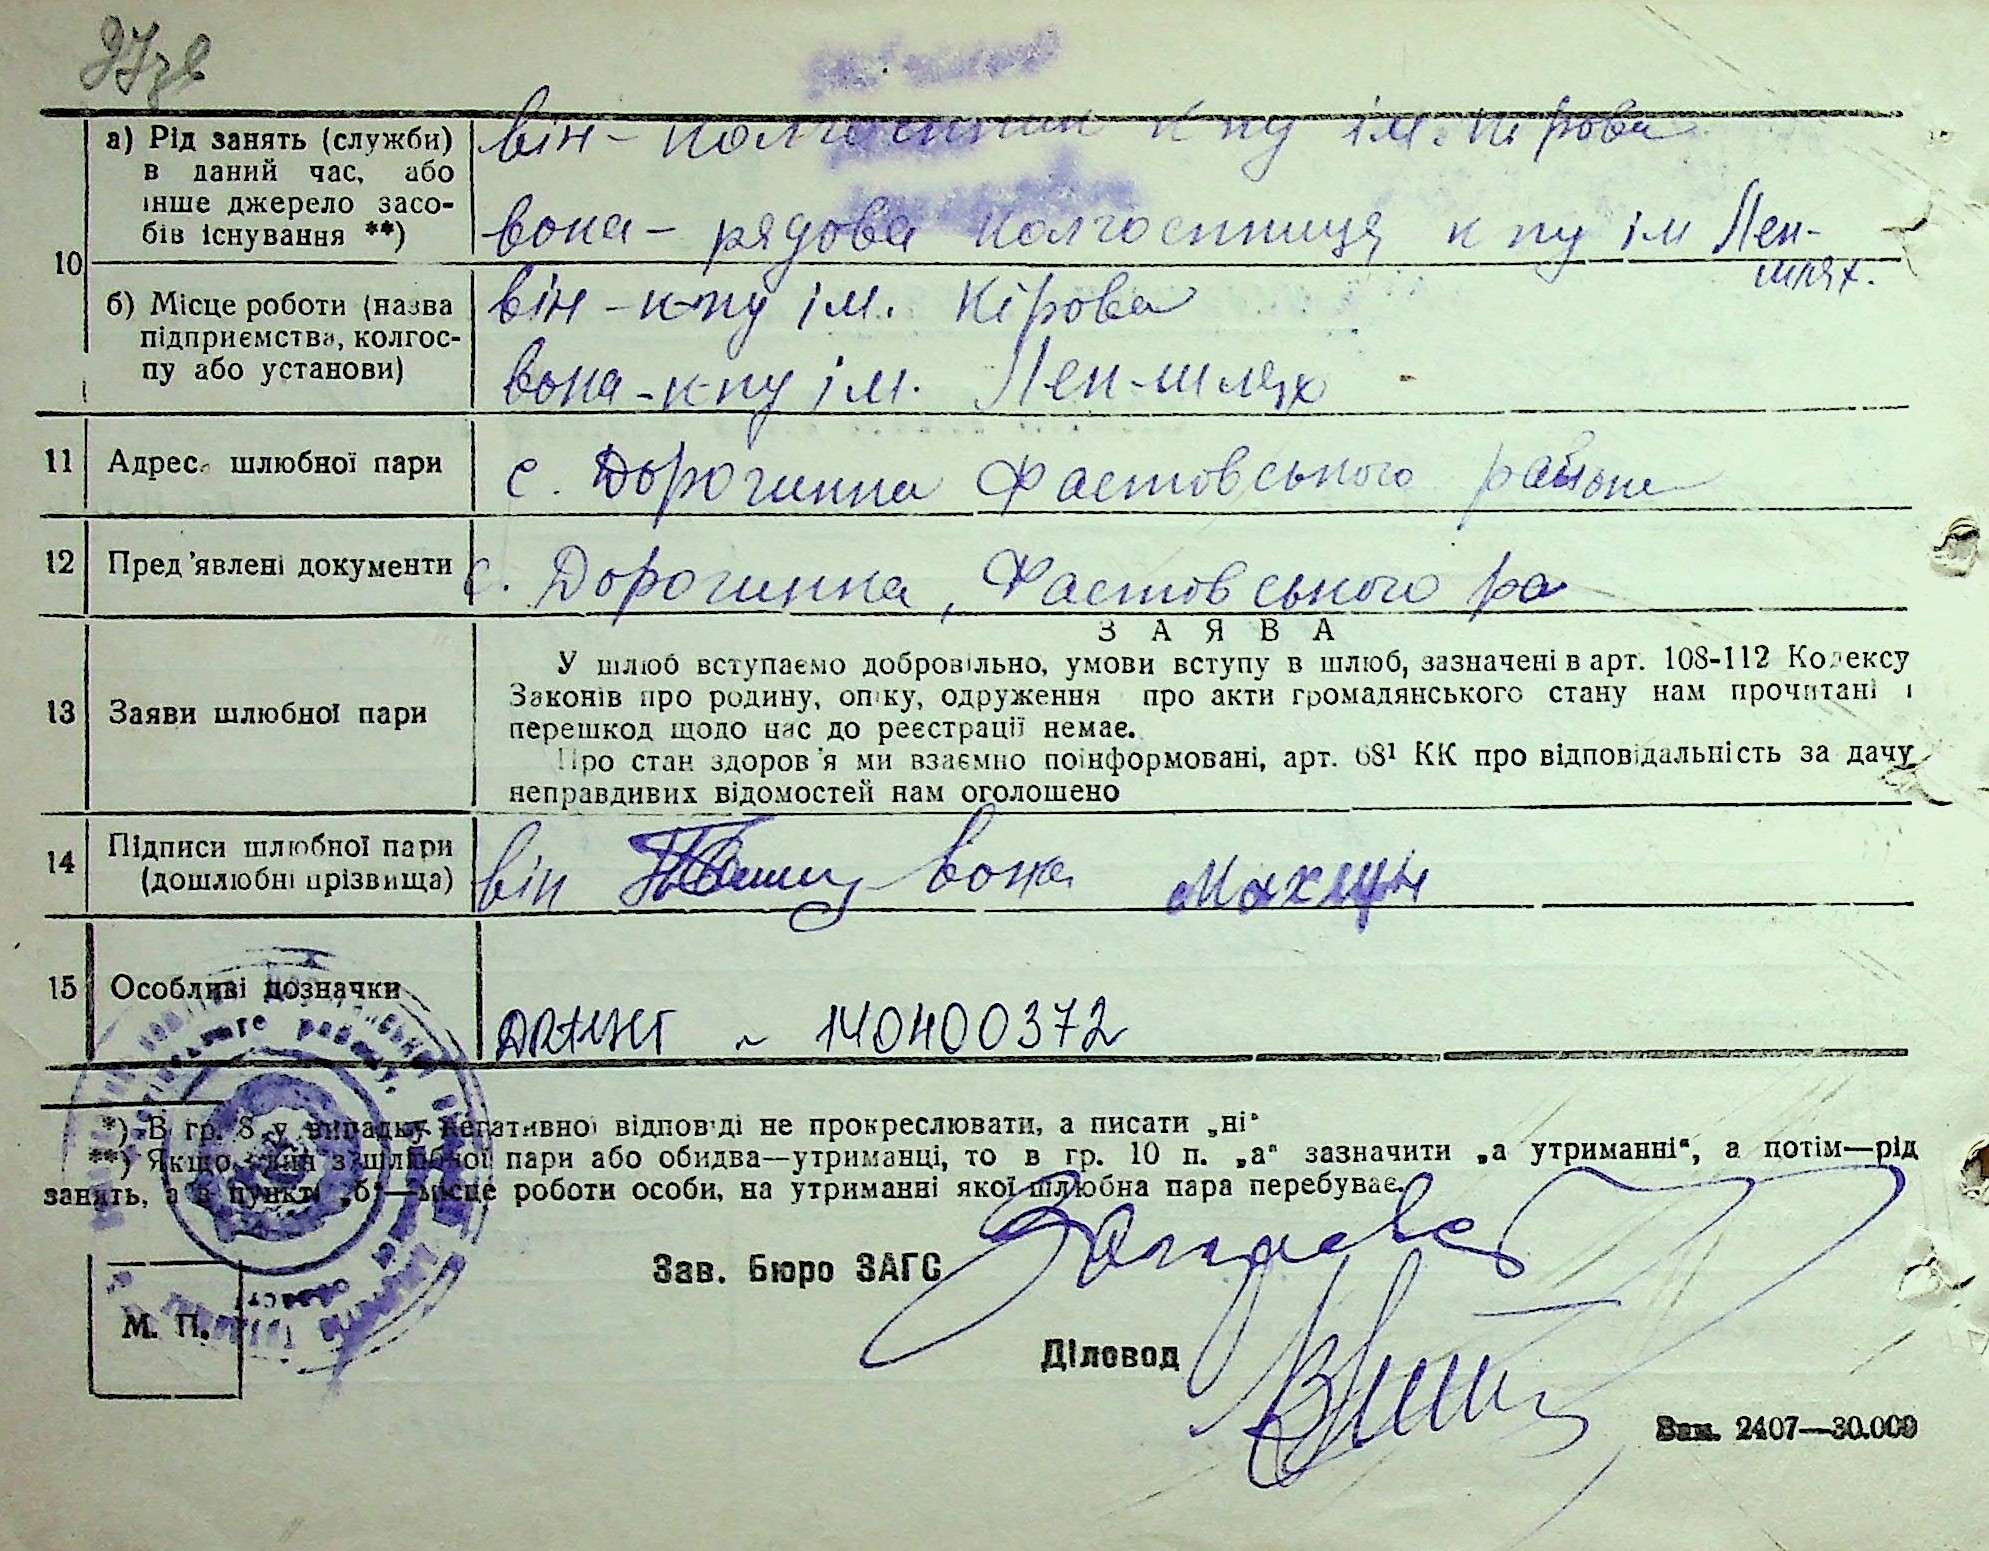 а) Рід занять (служби) в даний час, або інше джерело засобів існування **)
він - колгоспник к-пу ім. Кірова
вона - рядова колгоспниця к-пу ім Лен-
шлях.
10
б) Місце роботи (назва
підприємства, колгос-
пу або установи)
він - к-пу ім. Кірова
вона - к-пу ім. Лен-шлях
11 Адреса шлюбної пари с. Дорогинка Фастовського району
12 Пред'явлені документи с. Дорогинка, Фастовського ра
13 Заяви шлюбної пари
ЗАЯВА
У шлюб вступаємо добровільно, умови вступу в шлюб, зазначені в арт. 108-112 Кодексу
Законів про родину, опіку, одруження про акти громадянського стану нам прочитані і
перешкод щодо нас до реєстрації немає.
Про стан здоров'я ми взаємно поінформовані, арт. 68¹ КК про відповідальність за дачу
неправдивих відомостей нам оголошено
14 Підписи шлюбної пари
(дошлюбні прізвища)
він вона
15 Особливі позначки
140400372
*) В гр. 8 у випадку негативної відповіді не прокреслювати, а писати „ні"
**) Якщо один з шлюбної пари або обидва—утриманці, то в гр. 10 п. „а" зазначити „а утриманні", а потім—рід
занять, а в пункті „б"—місце роботи особи, на утриманні якої шлюбна пара перебуває.
Зав. Бюро ЗАГС
М. П.
Діловод
Зам. 2407—30.000